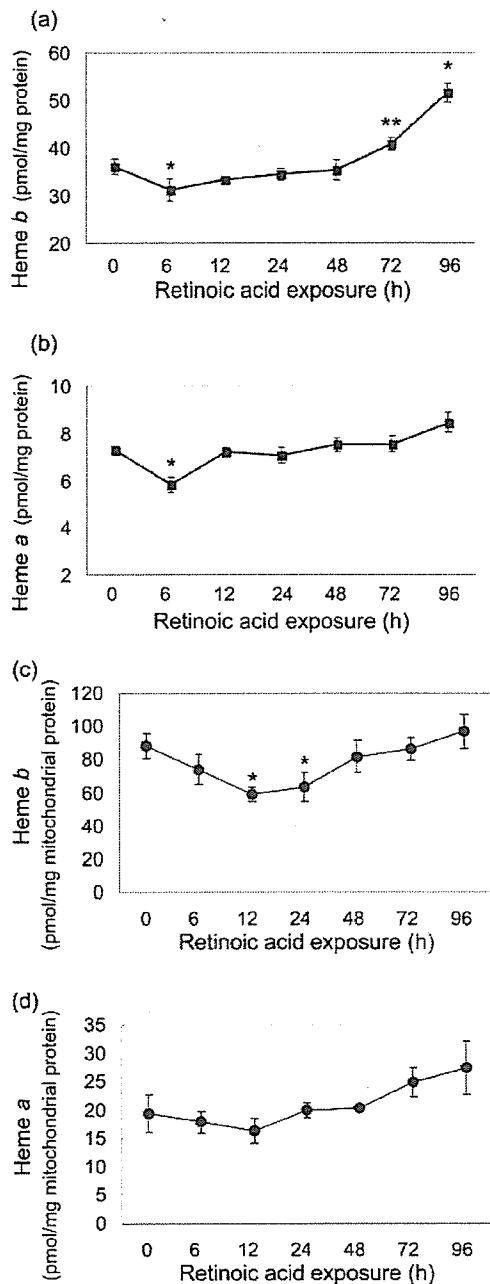 (a)
Heme b (pmol/mg protein)
60
50
40
30
20
*
**
*
0 6 12 24 48 72 96
Retinoic acid exposure (h)
(b)
Heme a (pmol/mg protein)
10
8
6
4
2
*
0 6 12 24 48 72 96
Retinoic acid exposure (h)
(c)
Heme b
(pmol/mg mitochondrial protein)
120
100
80
60
40
20
0
*
*
0 6 12 24 48 72 96
Retinoic acid exposure (h)
(d)
Heme a
(pmol/mg mitochondrial protein)
35
30
25
20
15
10
5
0
0 6 12 24 48 72 96
Retinoic acid exposure (h)